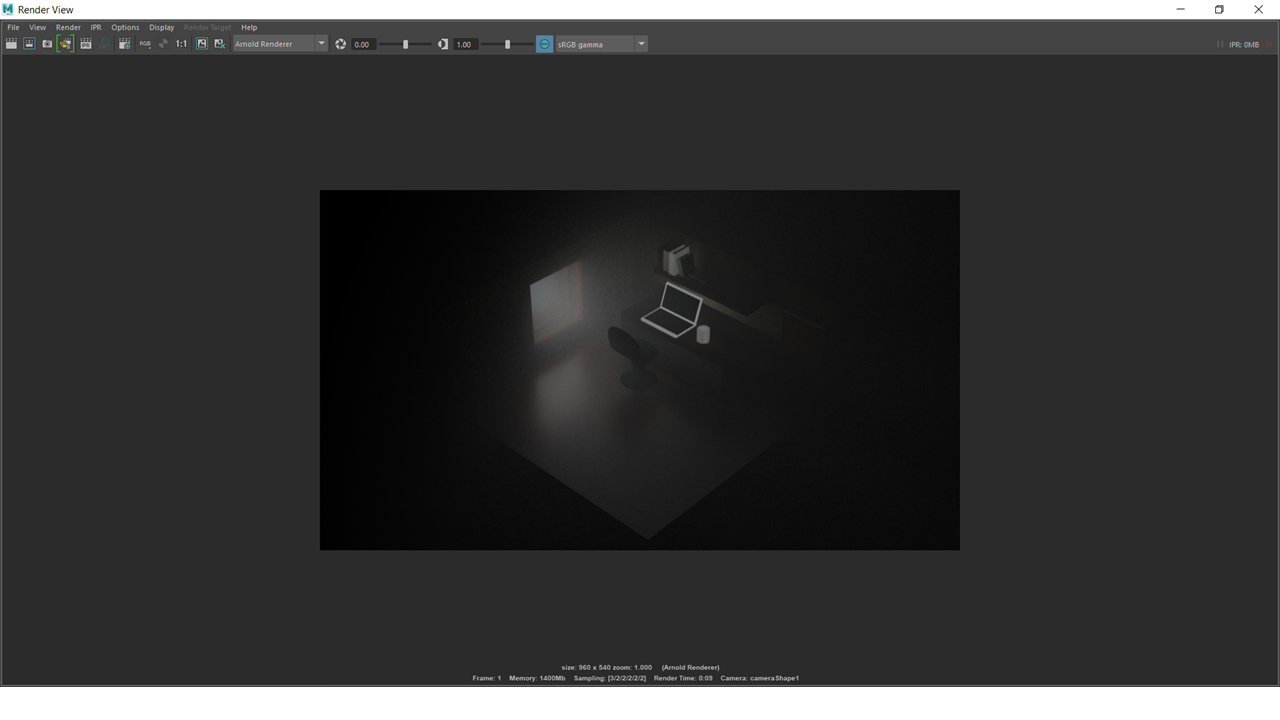 Render View
File View Render IPR Options Display Render Target Help
RGB 1:1 Arnold Renderer 0.00 1.00 sRGB gamma IPR: 0MB
size: 960 x 540 zoom: 1.000 (Arnold Renderer)
Frame: 1 Memory: 1400Mb Sampling: [3/2/2/2/2/2] Render Time: 0:09 Camera: cameraShape1